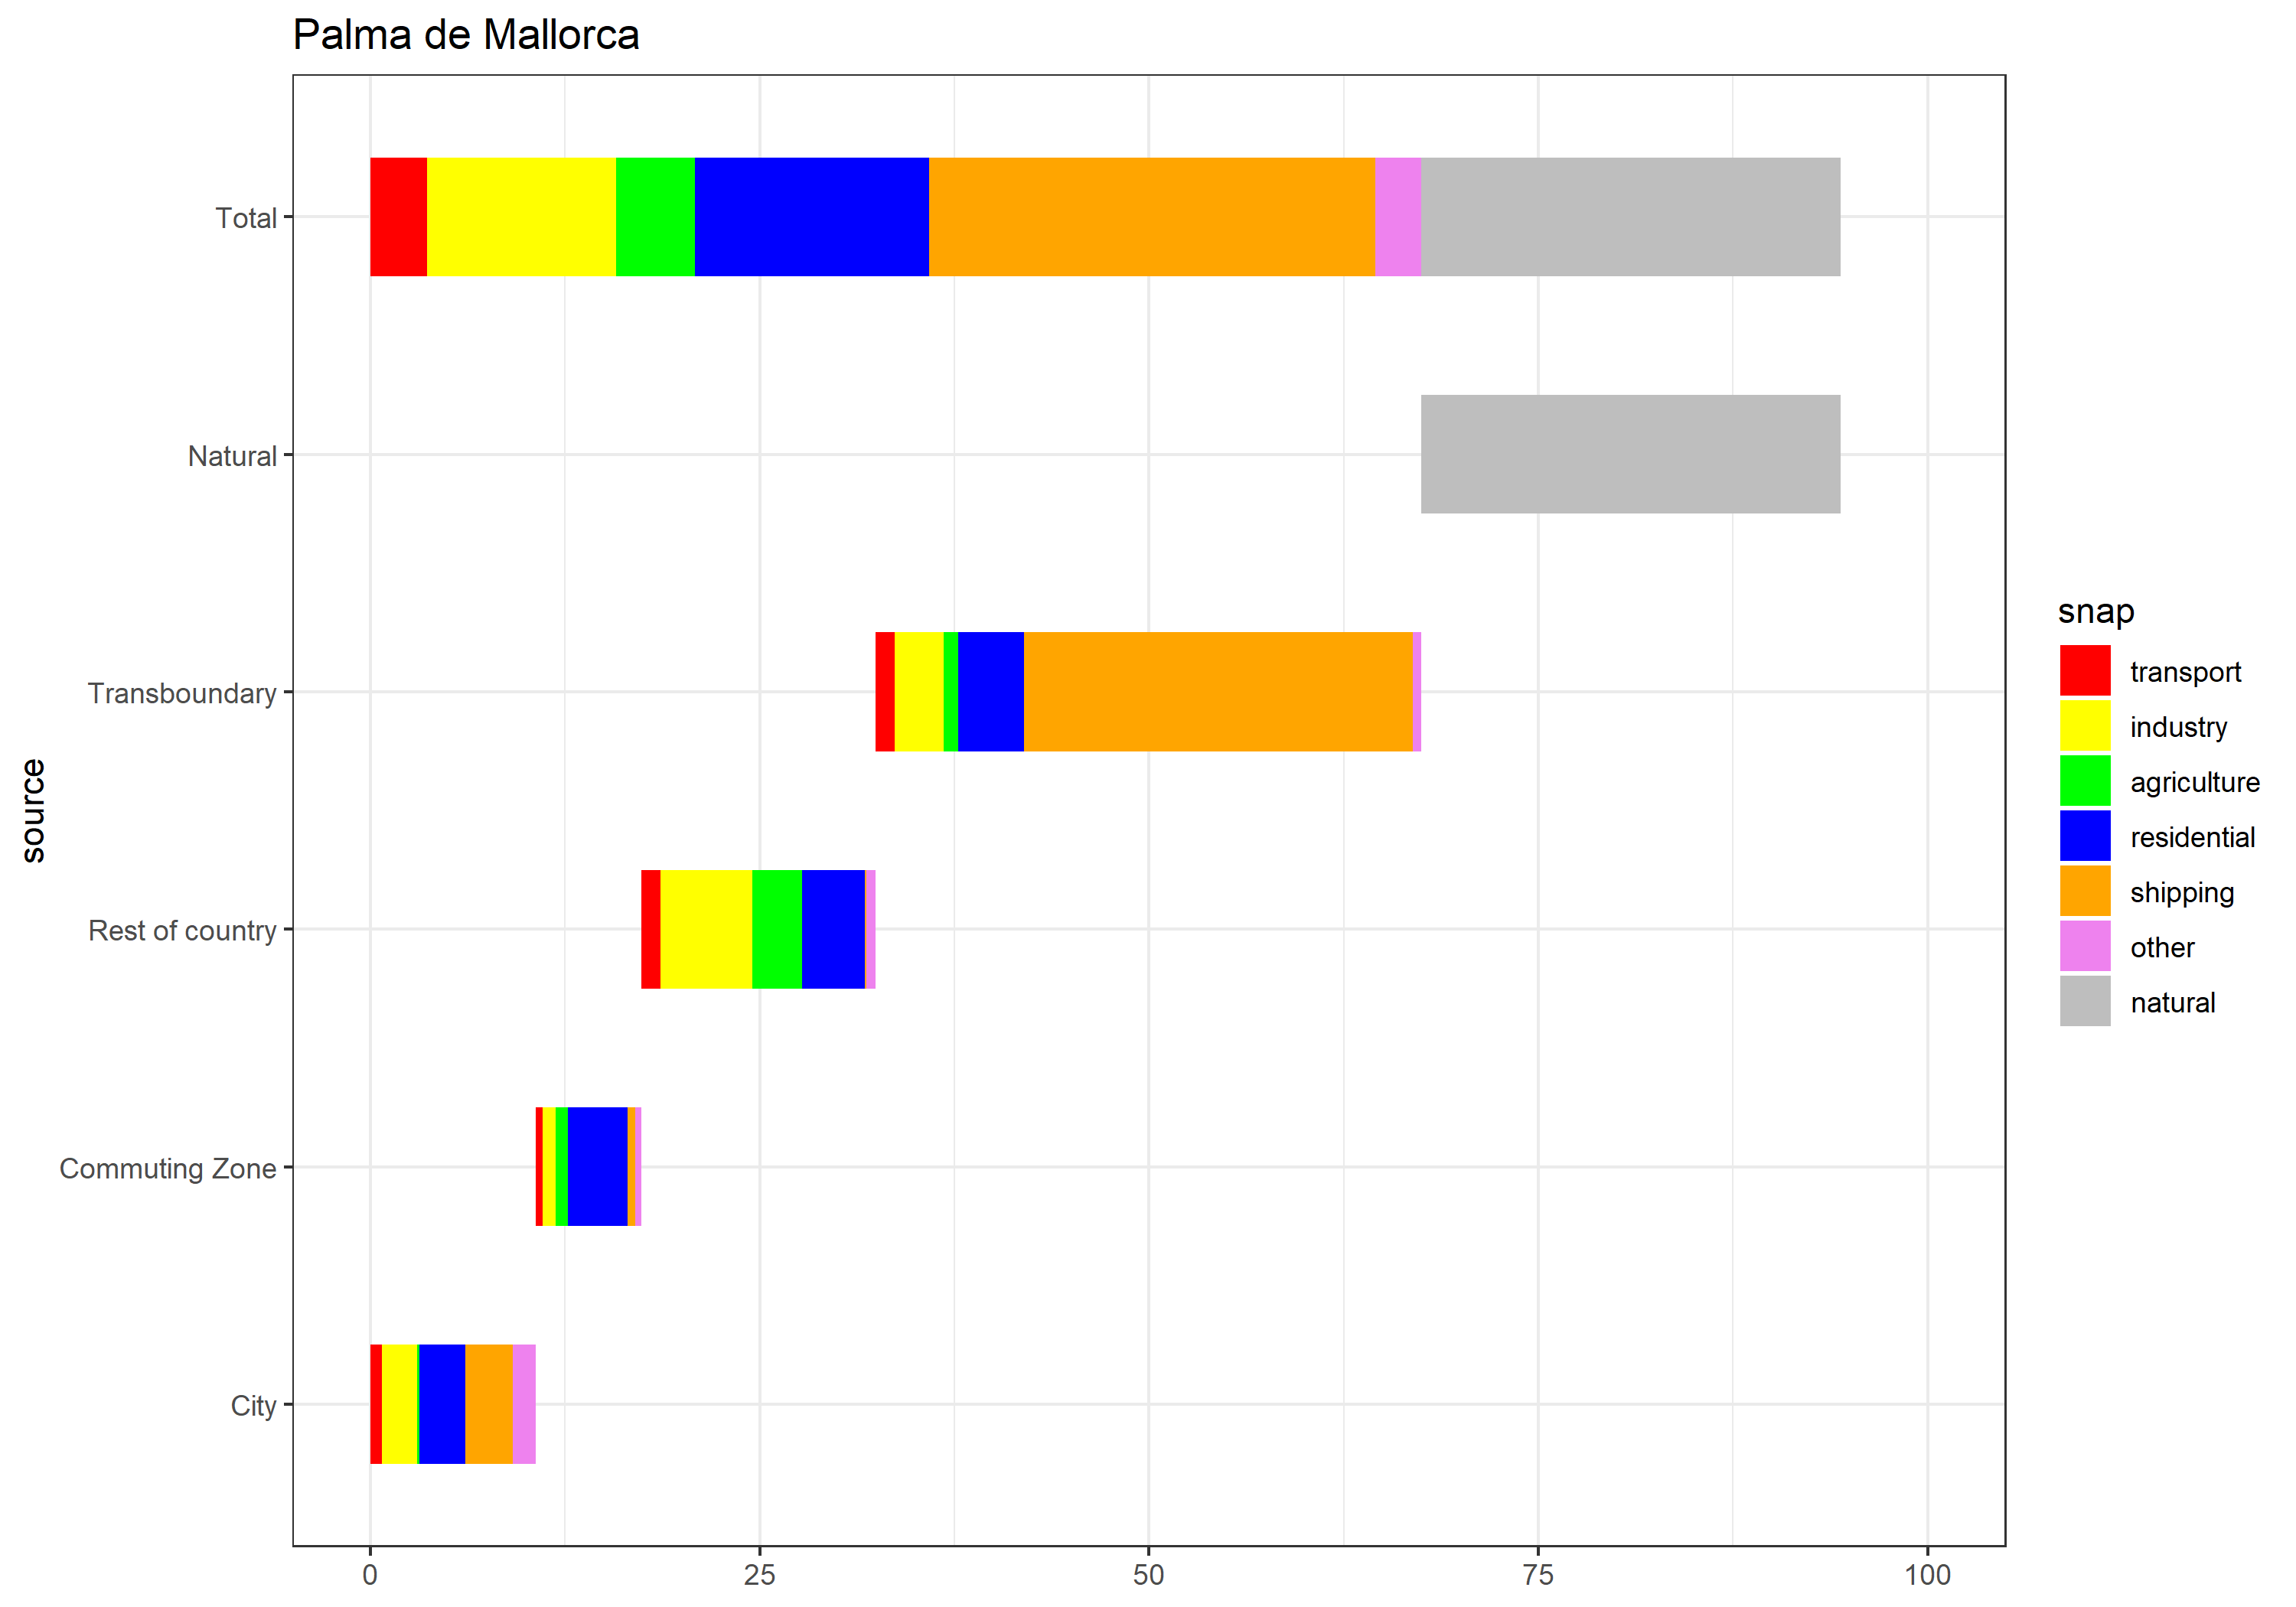 Palma de Mallorca
Total
Natural
Transboundary
Rest of country
Commuting Zone
City
source
0 25 50 75 100
snap
transport
industry
agriculture
residential
shipping
other
natural